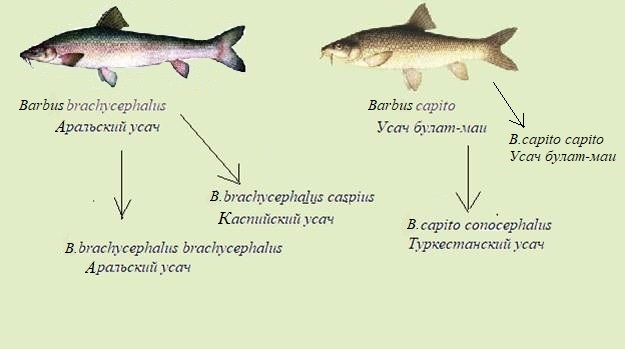 Barbus brachycephalus
Аральский усач
Barbus capito
Усач булат-маи
B.capito capito
Усач булат-маи
B.brachycephalus caspius
Каспийский усач
B.capito conocephalus
Туркестанский усач
B.brachycephalus brachycephalus
Аральский усач